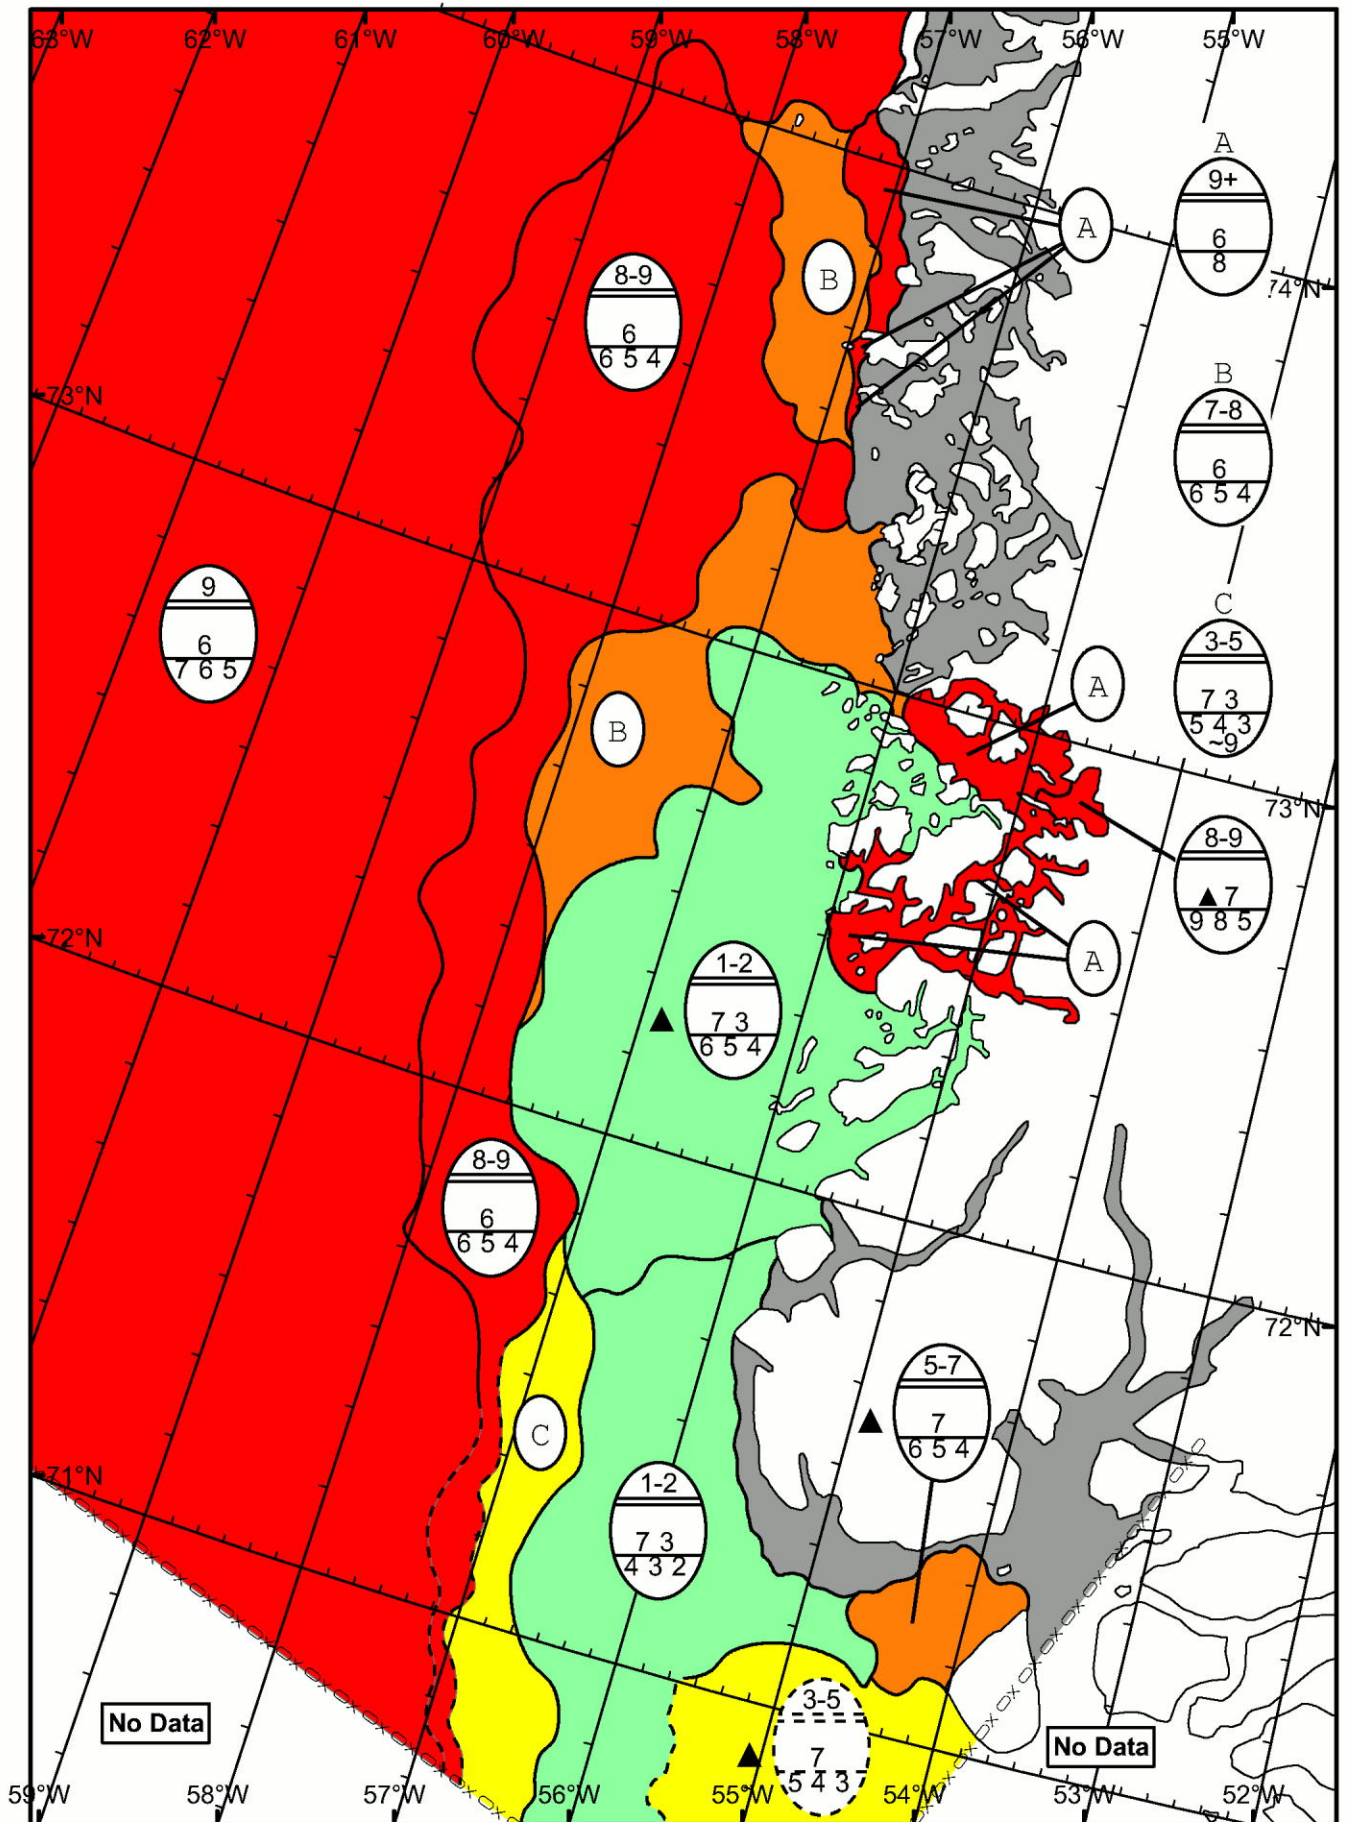 63°W 62°W 61°W 60°W 59°W 58°W 57°W 56°W 55°W
A
9+
6
8
A
74°N
B
8-9
6
6 5 4
B
7-8
6
6 5 4
73°N
9
6
7 6 5
C
3-5
7 3
5 4 3
~9
A
B
73°N
8-9
▲ 7
9 8 5
72°N
A
1-2
7 3
6 5 4
8-9
6
6 5 4
72°N
5-7
7
6 5 4
C
71°N
1-2
7 3
4 3 2
3-5
7
5 4 3
No Data
No Data
59°W 58°W 57°W 56°W 55°W 54°W 53°W 52°W